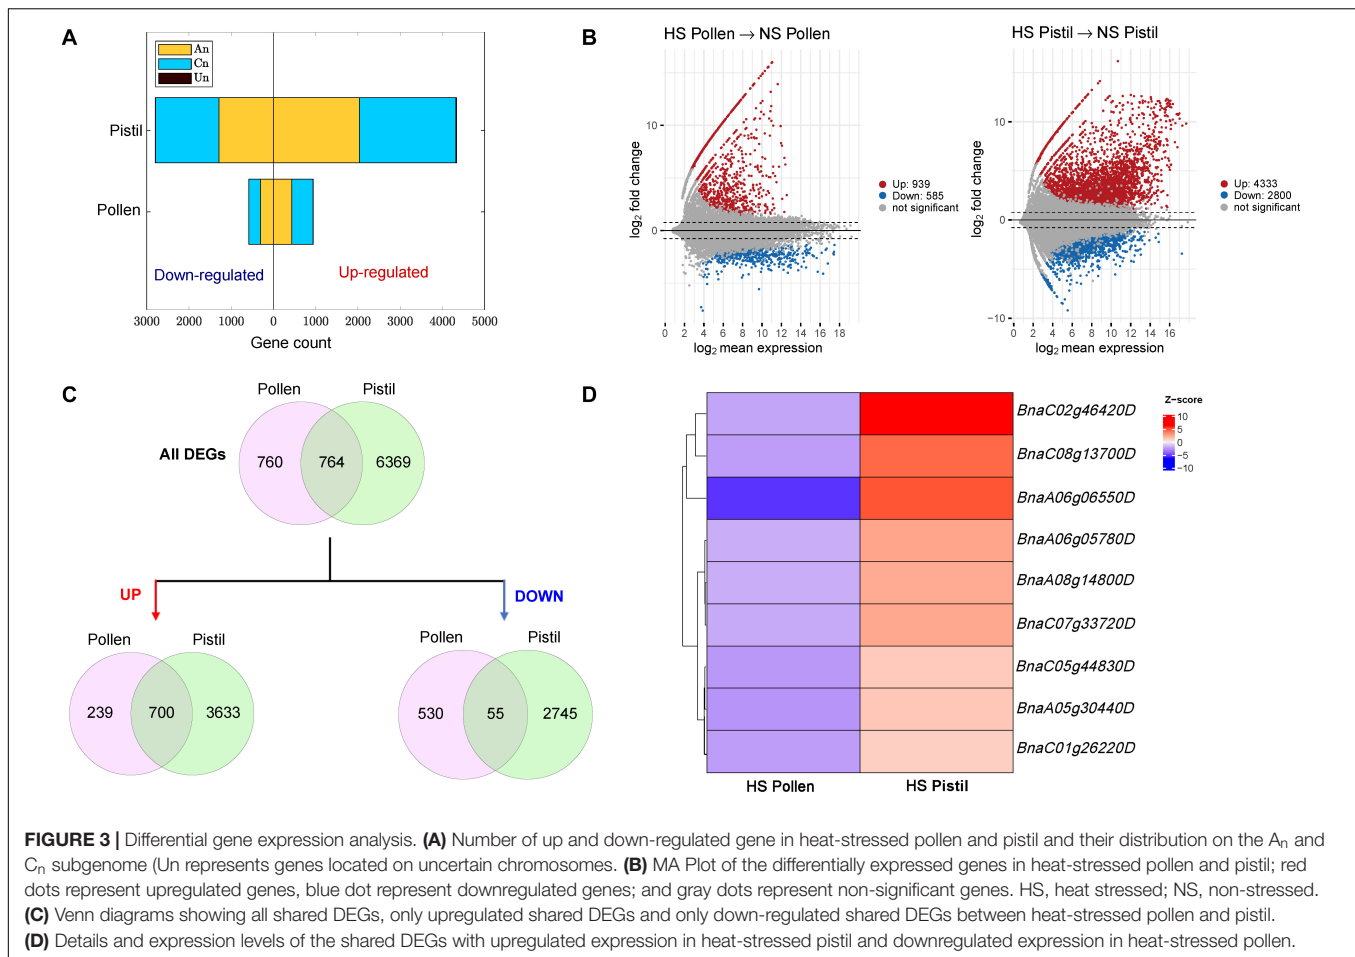 A
An
Cn
Un
Pistil
Pollen
Down-regulated
Up-regulated
3000 2000 1000 0 1000 2000 3000 4000 5000
Gene count
B
HS Pollen → NS Pollen
log2 fold change
10
0
0 2 4 6 8 10 12 14 16 18
log2 mean expression
Up: 939
Down: 585
not significant
HS Pistil → NS Pistil
log2 fold change
10
0
−10
0 2 4 6 8 10 12 14 16
log2 mean expression
Up: 4333
Down: 2800
not significant
C
Pollen Pistil
All DEGs
760 764 6369
UP
DOWN
Pollen Pistil
239 700 3633
Pollen Pistil
530 55 2745
D
BnaC02g46420D
BnaC08g13700D
BnaA06g06550D
BnaA06g05780D
BnaA08g14800D
BnaC07g33720D
BnaC05g44830D
BnaA05g30440D
BnaC01g26220D
HS Pollen HS Pistil
Z−score
10
5
0
−5
−10
FIGURE 3 | Differential gene expression analysis. (A) Number of up and down-regulated gene in heat-stressed pollen and pistil and their distribution on the An and
Cn subgenome (Un represents genes located on uncertain chromosomes. (B) MA Plot of the differentially expressed genes in heat-stressed pollen and pistil; red
dots represent upregulated genes, blue dot represent downregulated genes; and gray dots represent non-significant genes. HS, heat stressed; NS, non-stressed.
(C) Venn diagrams showing all shared DEGs, only upregulated shared DEGs and only down-regulated shared DEGs between heat-stressed pollen and pistil.
(D) Details and expression levels of the shared DEGs with upregulated expression in heat-stressed pistil and downregulated expression in heat-stressed pollen.